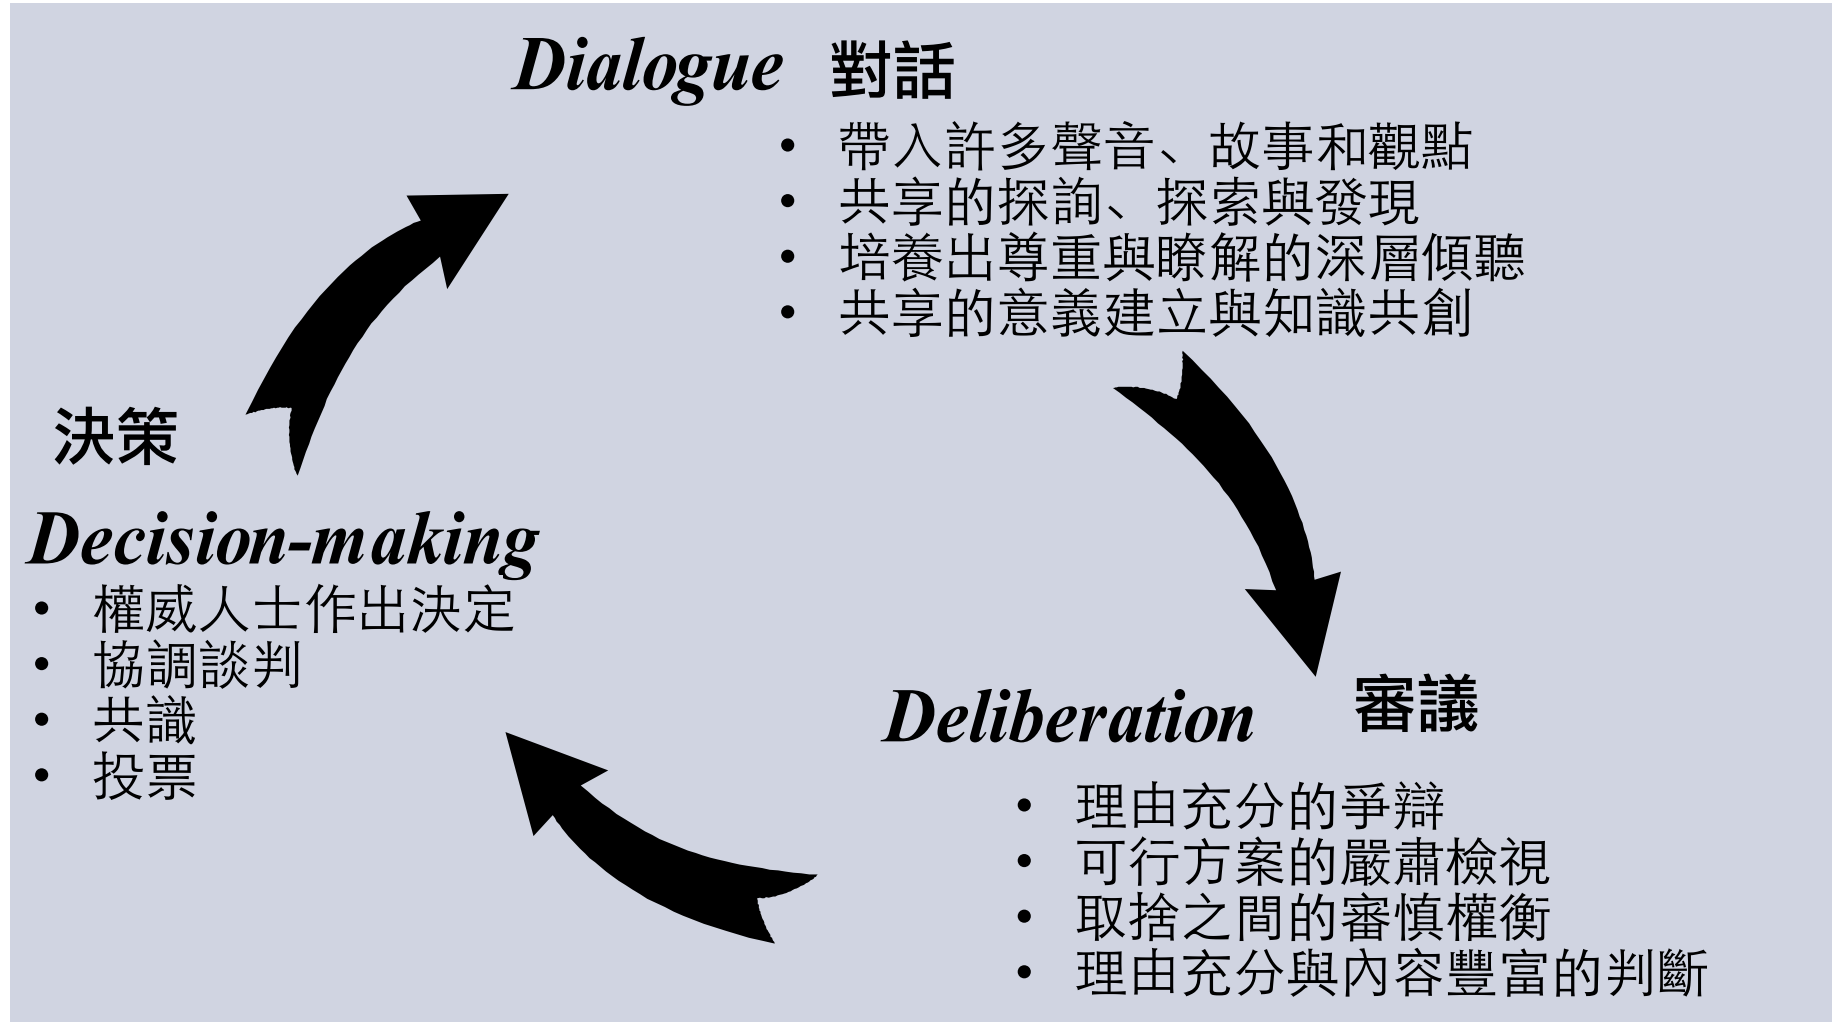 Dialogue 對話
• 帶入許多聲音、故事和觀點
• 共享的探詢、探索與發現
• 培養出尊重與瞭解的深層傾聽
• 共享的意義建立與知識共創
決策
Decision-making
• 權威人士作出決定
• 協調談判
• 共識
• 投票
Deliberation 審議
• 理由充分的爭辯
• 可行方案的嚴肅檢視
• 取捨之間的審慎權衡
• 理由充分與內容豐富的判斷